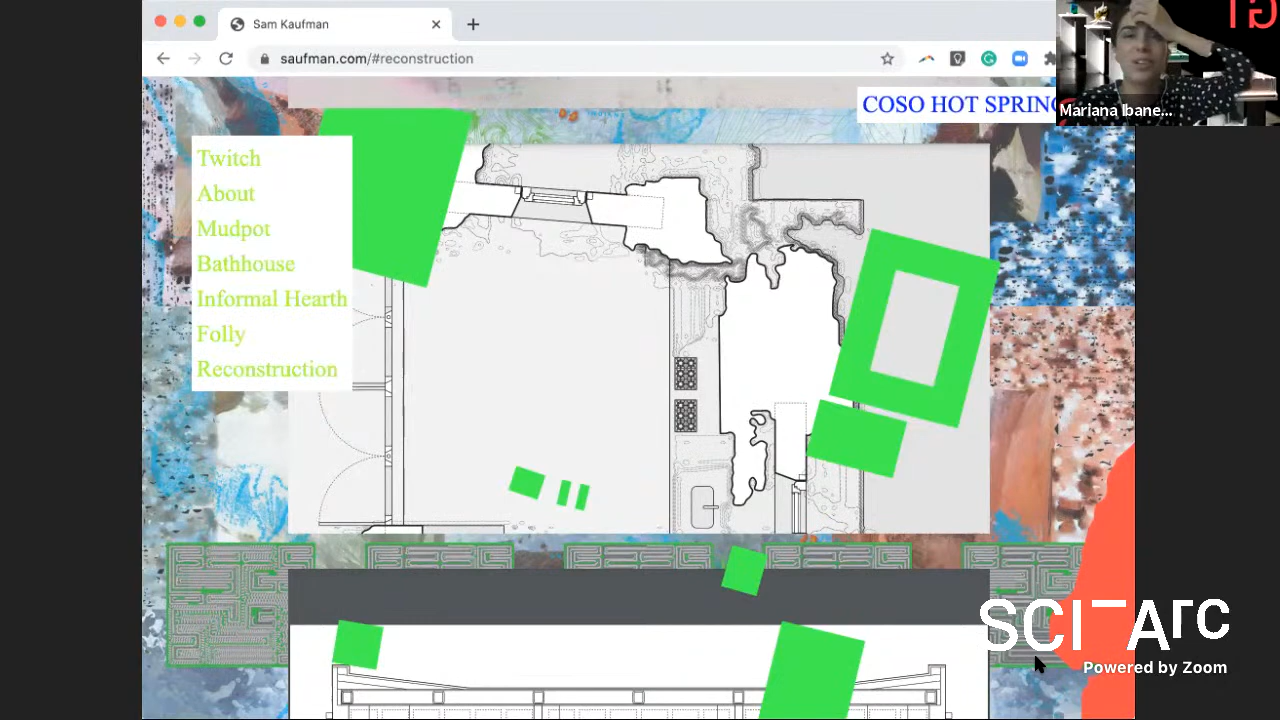 Sam Kaufman
saufman.com/#reconstruction
COSO HOT SPRING
Mariana Ibane...
Twitch
About
Mudpot
Bathhouse
Informal Hearth
Folly
Reconstruction
SCI Arc
Powered by Zoom